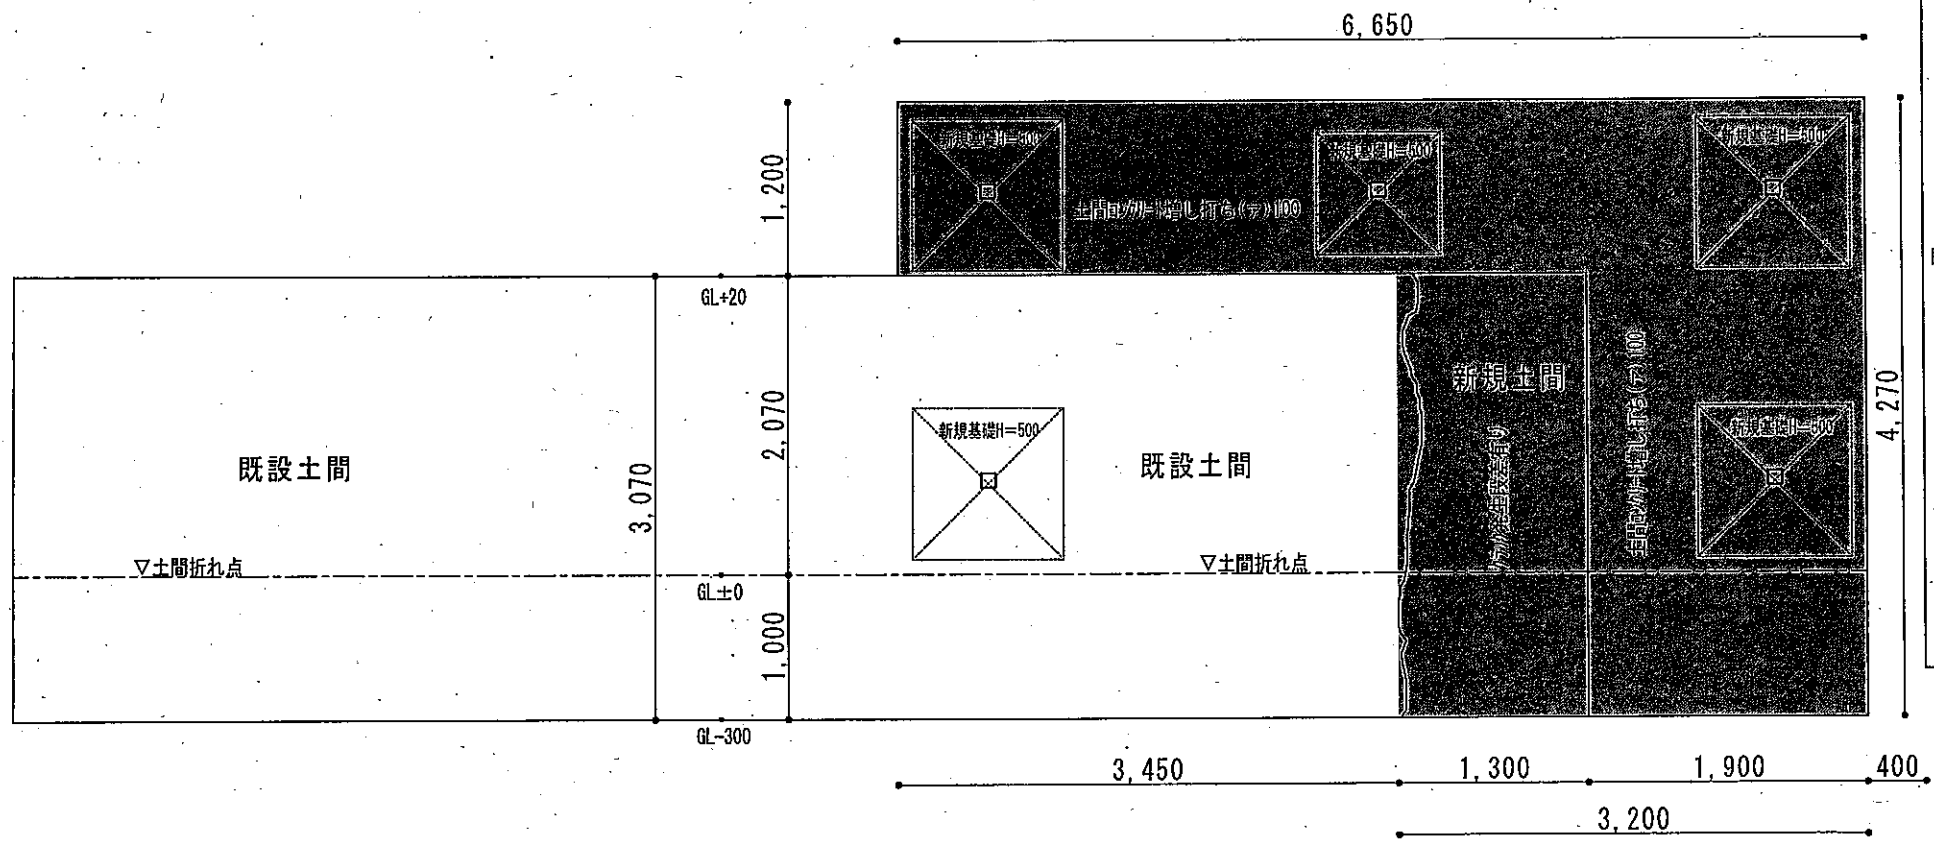 6,650
新規基礎H=500
新規基礎H=500
新規基礎H=500
1,200
土間コンクリート増し打ち(ア)100
GL+20
新規土間
土間コンクリート増し打ち(ア)100
4,270
2,070
新規基礎H=500
新規基礎H=500
既設土間
3,070
既設土間
▽土間折れ点
▽土間折れ点
GL±0
1,000
GL-300
3,450
1,300
1,900
400
3,200